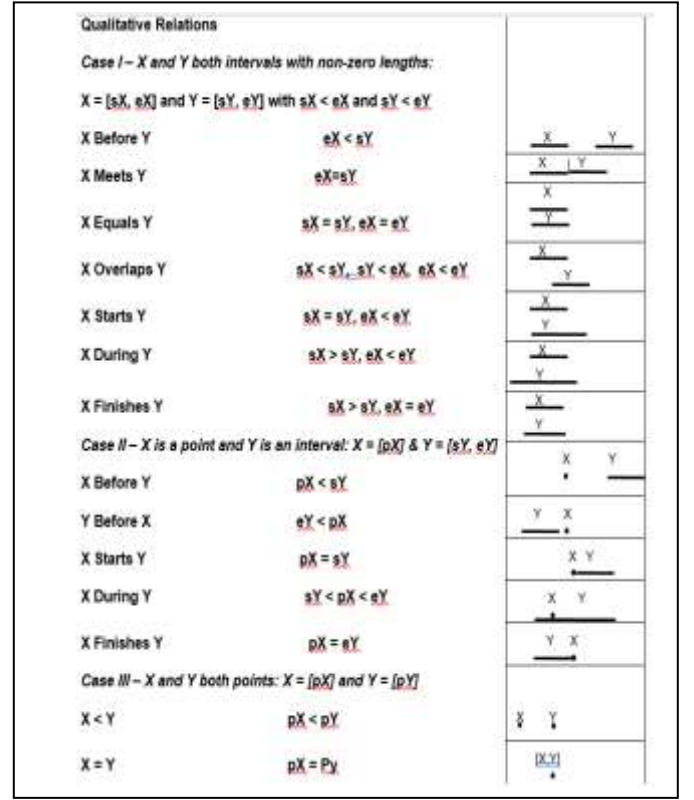 Qualitative Relations
Case I – X and Y both intervals with non-zero lengths:
X = [sX, eX] and Y = [sY, eY] with sX < eX and sY < eY
X Before Y eX < sY X Y
X Meets Y eX=sY X Y
X Equals Y sX = sY, eX = eY X
Y
X Overlaps Y sX < sY, sY < eX, eX < eY X
Y
X Starts Y sX = sY, eX < eY X
Y
X During Y sX > sY, eX < eY X
Y
X Finishes Y sX > sY, eX = eY X
Y
Case II – X is a point and Y is an interval: X = [pX] & Y = [sY, eY]
X Before Y pX < sY X Y
Y Before X eY < pX Y X
X Starts Y pX = sY X Y
X During Y sY < pX < eY X Y
X Finishes Y pX = eY Y X
Case III – X and Y both points: X = [pX] and Y = [pY]
X < Y pX < pY X Y
X = Y pX = Py [X,Y]